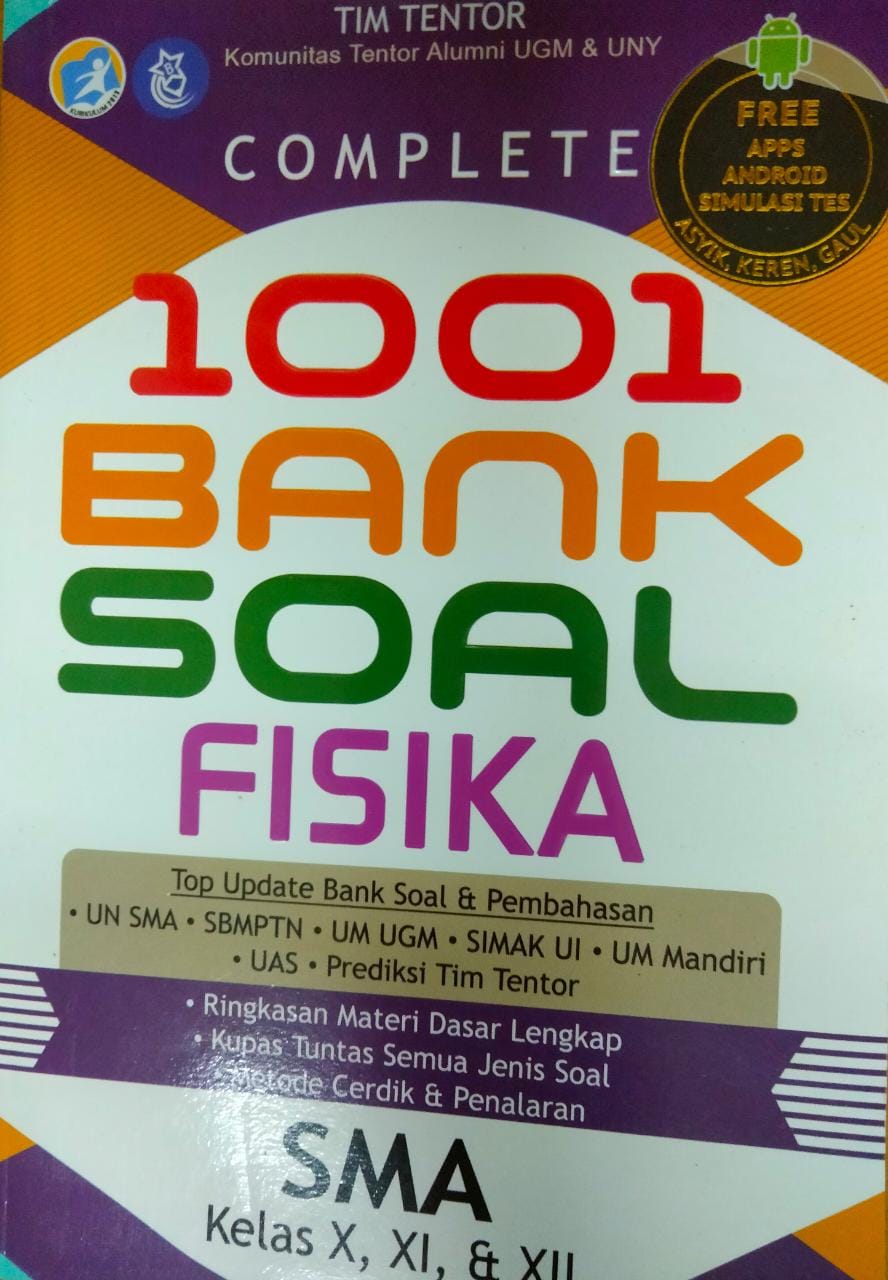 TIM TENTOR
Komunitas Tentor Alumni UGM & UNY
KURIKULUM 2013
COMPLETE
FREE
APPS
ANDROID
SIMULASI TES
ASYIK, KEREN, GAUL
1001
BANK
SOAL
FISIKA
Top Update Bank Soal & Pembahasan
• UN SMA • SBMPTN • UM UGM • SIMAK UI • UM Mandiri
• UAS • Prediksi Tim Tentor
• Ringkasan Materi Dasar Lengkap
• Kupas Tuntas Semua Jenis Soal
• Metode Cerdik & Penalaran
SMA
Kelas X, XI, & XII